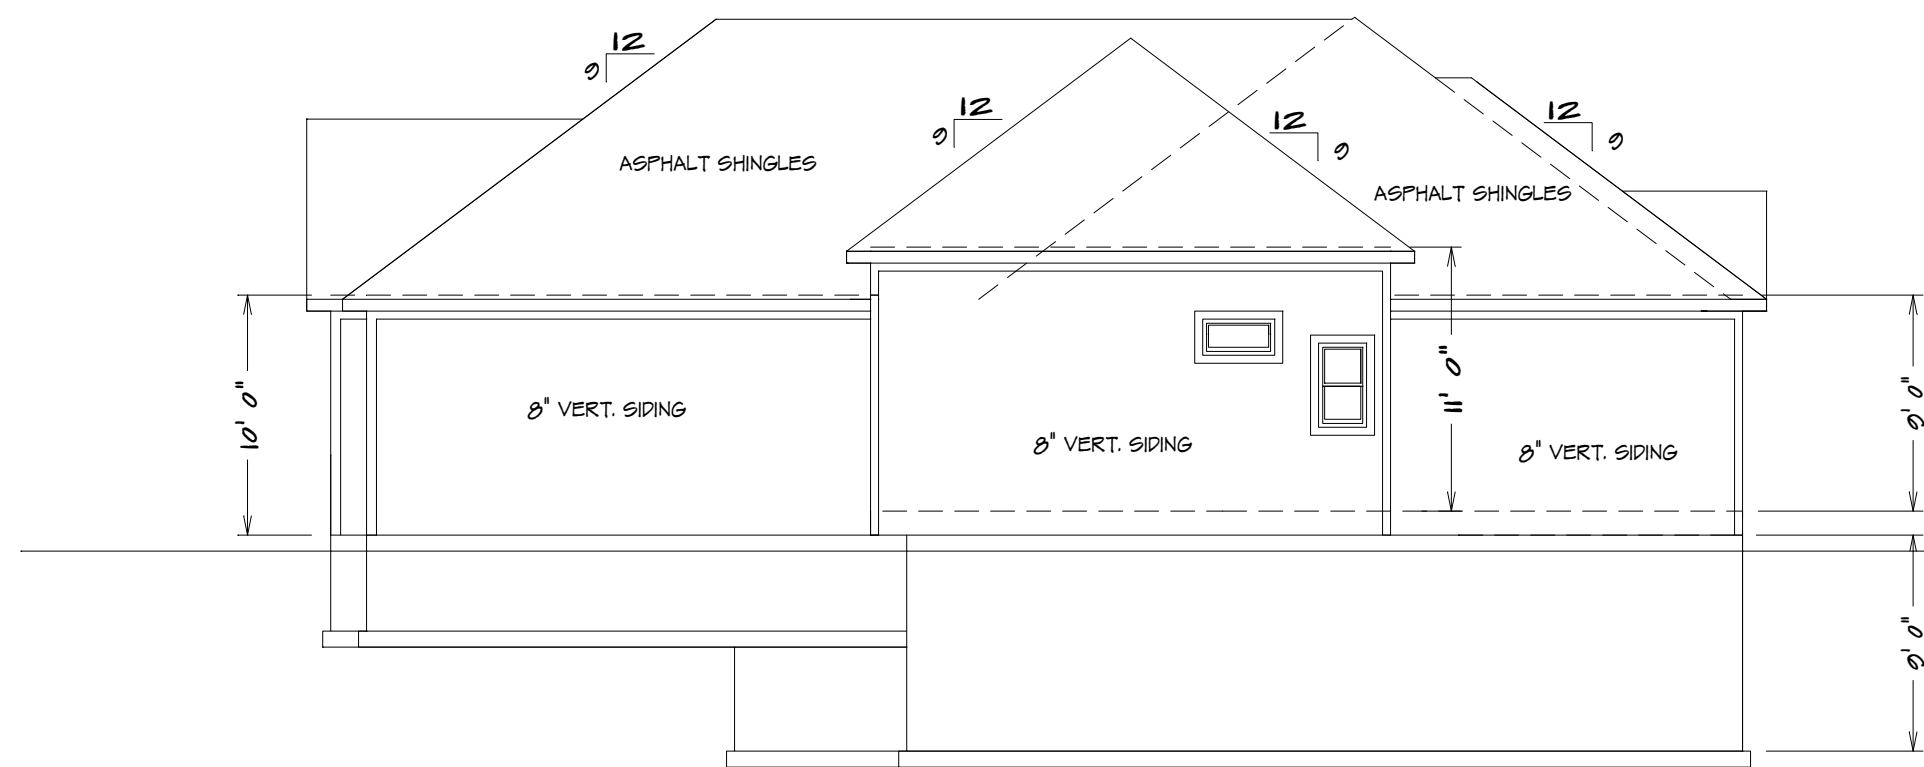 12
9
12
9
12
9
12
9
ASPHALT SHINGLES
ASPHALT SHINGLES
10' 0"
8" VERT. SIDING
8" VERT. SIDING
11' 0"
8" VERT. SIDING
9' 0"
9' 0"